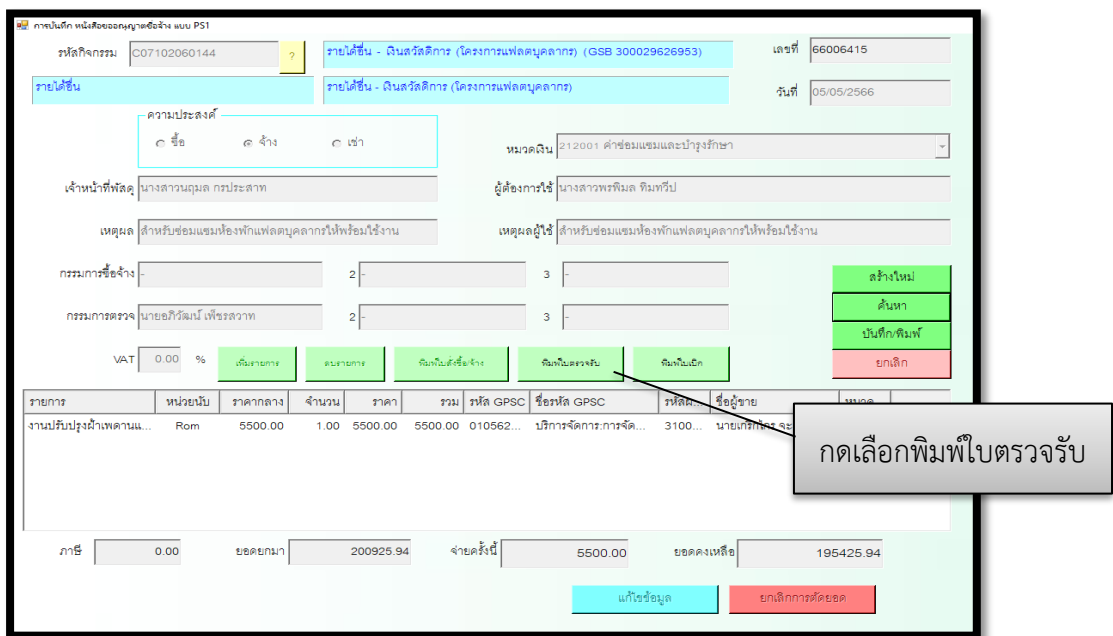 การบันทึก หนังสือขออนุญาตซื้อจ้าง แบบ PS1
รหัสกิจกรรม C07102060144 ? รายได้อื่น - เงินสวัสดิการ (โครงการแฟลตบุคลากร) (GSB 300029626953) เลขที่ 66006415
รายได้อื่น รายได้อื่น - เงินสวัสดิการ (โครงการแฟลตบุคลากร) วันที่ 05/05/2566
ความประสงค์
ซื้อ จ้าง เช่า หมวดเงิน 212001 ค่าซ่อมแซมและบำรุงรักษา
เจ้าหน้าที่พัสดุ นางสาวนฤมล กรประสาท ผู้ต้องการใช้ นางสาวพรพิมล ทิมทวีป
เหตุผล สำหรับซ่อมแซมห้องพักแฟลตบุคลากรให้พร้อมใช้งาน เหตุผลผู้ใช้ สำหรับซ่อมแซมห้องพักแฟลตบุคลากรให้พร้อมใช้งาน
กรรมการซื้อจ้าง - 2 - 3 - สร้างใหม่
ค้นหา
กรรมการตรวจ นายอภิวัฒน์ เพ็ชรสวาท 2 - 3 - บันทึก/พิมพ์
VAT 0.00 % เพิ่มรายการ ลบรายการ พิมพ์ใบสั่งซื้อ/จ้าง พิมพ์ใบตรวจรับ พิมพ์ใบเบิก ยกเลิก
รายการ หน่วยนับ ราคากลาง จำนวน ราคา รวม รหัส GPSC ชื่อรหัส GPSC รหัสผ... ชื่อผู้ขาย หมวด
งานปรับปรุงฝ้าเพดานแ... Rom 5500.00 1.00 5500.00 5500.00 010562... บริการจัดการ:การจัด... 3100...
กดเลือกพิมพ์ใบตรวจรับ
ภาษี 0.00 ยอดยกมา 200925.94 จ่ายครั้งนี้ 5500.00 ยอดคงเหลือ 195425.94
แก้ไขข้อมูล ยกเลิกการตัดยอด